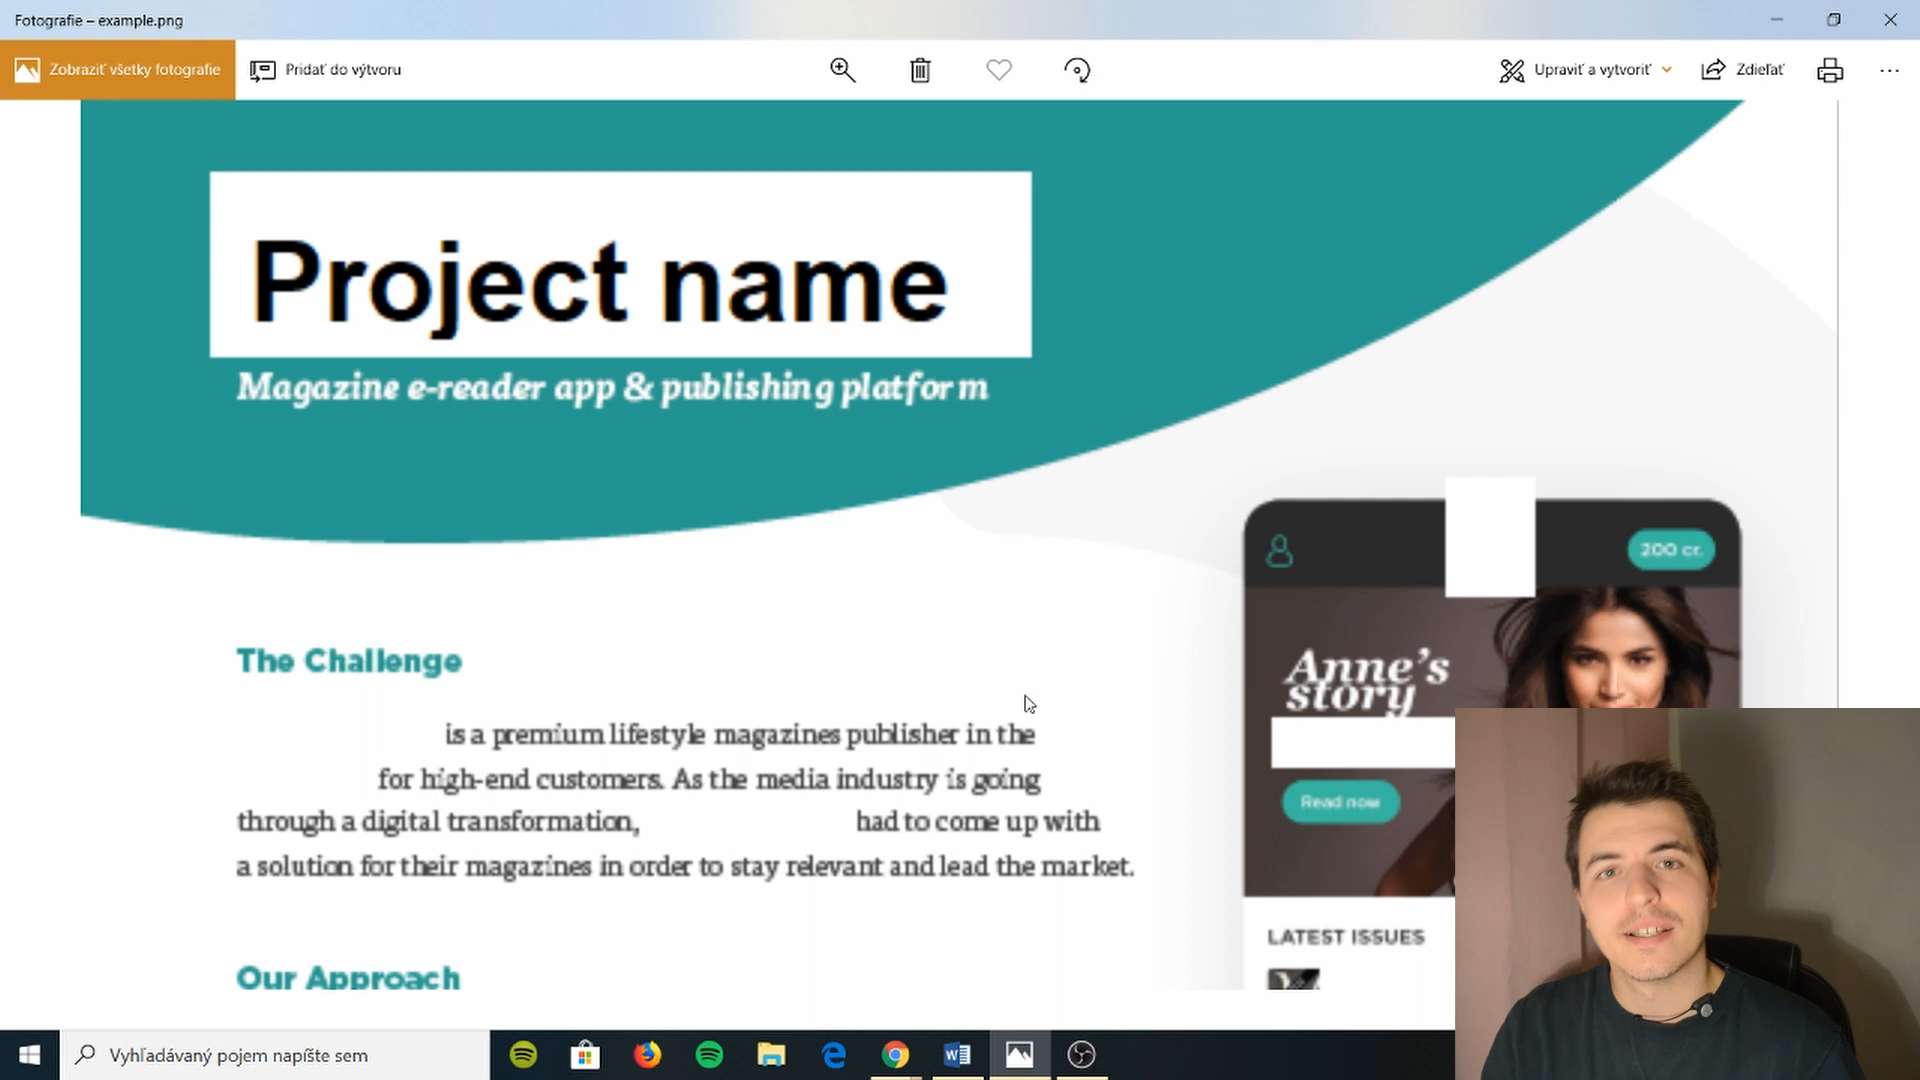 Fotografie – example.png
Zobraziť všetky fotografie
Pridať do výtvoru
Upraviť a vytvoriť
Zdieľať
Project name
Magazine e-reader app & publishing platform
200 cr.
The Challenge
Anne's
story
is a premium lifestyle magazines publisher in the
for high-end customers. As the media industry is going
through a digital transformation, had to come up with
a solution for their magazines in order to stay relevant and lead the market.
Read now
LATEST ISSUES
Our Approach
Vyhľadávaný pojem napíšte sem